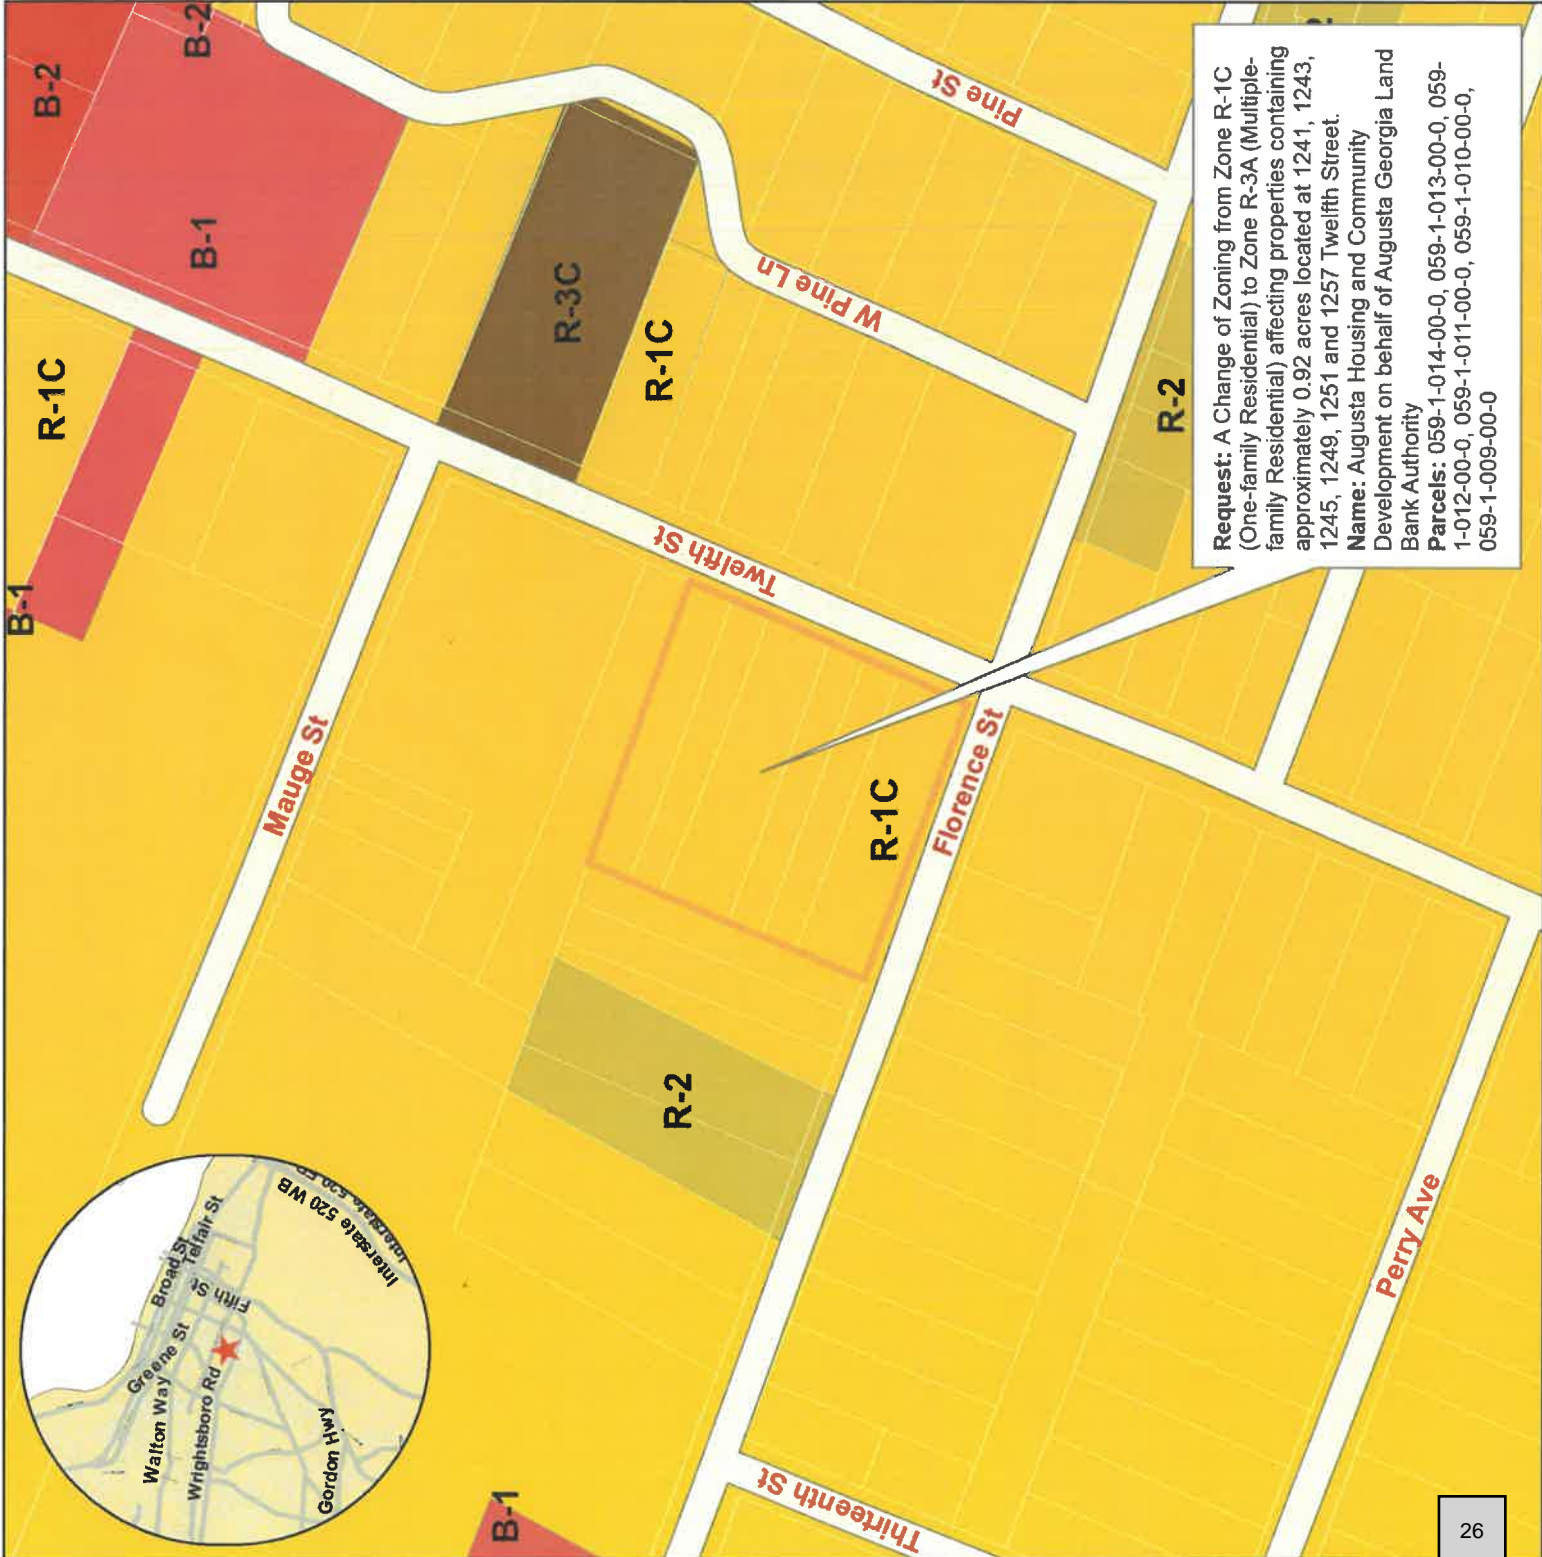 B-2
B-2
B-1
R-1C
B-1
R-3C
R-1C
Pine St
W Pine Ln
Twelfth St
Mauge St
R-2
R-1C
Florence St
R-2
Perry Ave
Thirteenth St
B-1
Broad St
Telfair St
Greene St
Fifth St
Walton Way
Wrightsboro Rd
Gordon Hwy
Interstate 520 WB
Interstate 520 EB
Request: A Change of Zoning from Zone R-1C
(One-family Residential) to Zone R-3A (Multiple-
family Residential) affecting properties containing
approximately 0.92 acres located at 1241, 1243,
1245, 1249, 1251 and 1257 Twelfth Street.
Name: Augusta Housing and Community
Development on behalf of Augusta Georgia Land
Bank Authority
Parcels: 059-1-014-00-0, 059-1-013-00-0, 059-
1-012-00-0, 059-1-011-00-0, 059-1-010-00-0,
059-1-009-00-0
26